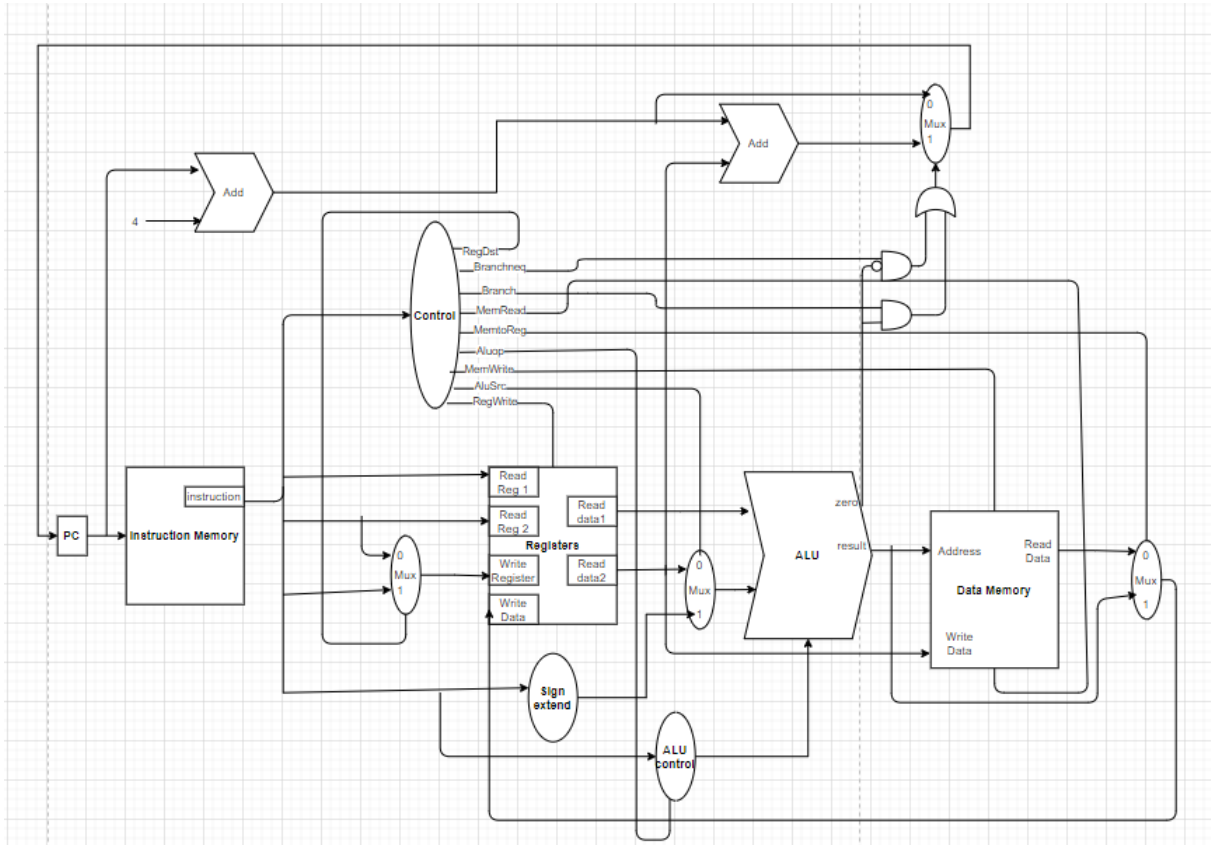 0
Mux
1
Add
Add
4
RegDst
Branchneq
Branch
MemRead
Control
MemtoReg
Aluop
MemWrite
AluSrc
RegWrite
instruction
Instruction Memory
PC
Read
Reg 1
Read
Reg 2
Registers
Write
Register
Write
Data
Read
data1
Read
data2
0
Mux
1
0
Mux
1
zero
result
ALU
Address
Read
Data
Data Memory
Write
Data
0
Mux
1
Sign
extend
ALU
control